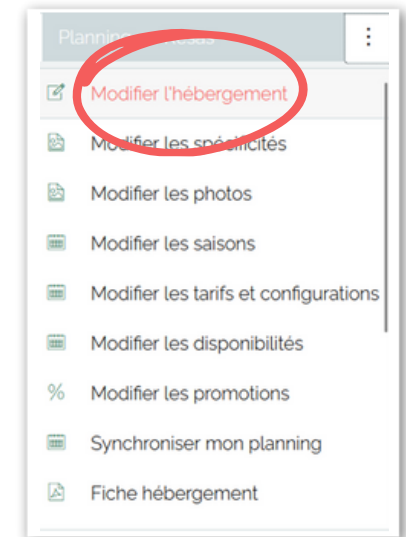 Planning
Modifier l'hébergement
Modifier les spécificités
Modifier les photos
Modifier les saisons
Modifier les tarifs et configurations
Modifier les disponibilités
% Modifier les promotions
Synchroniser mon planning
Fiche hébergement